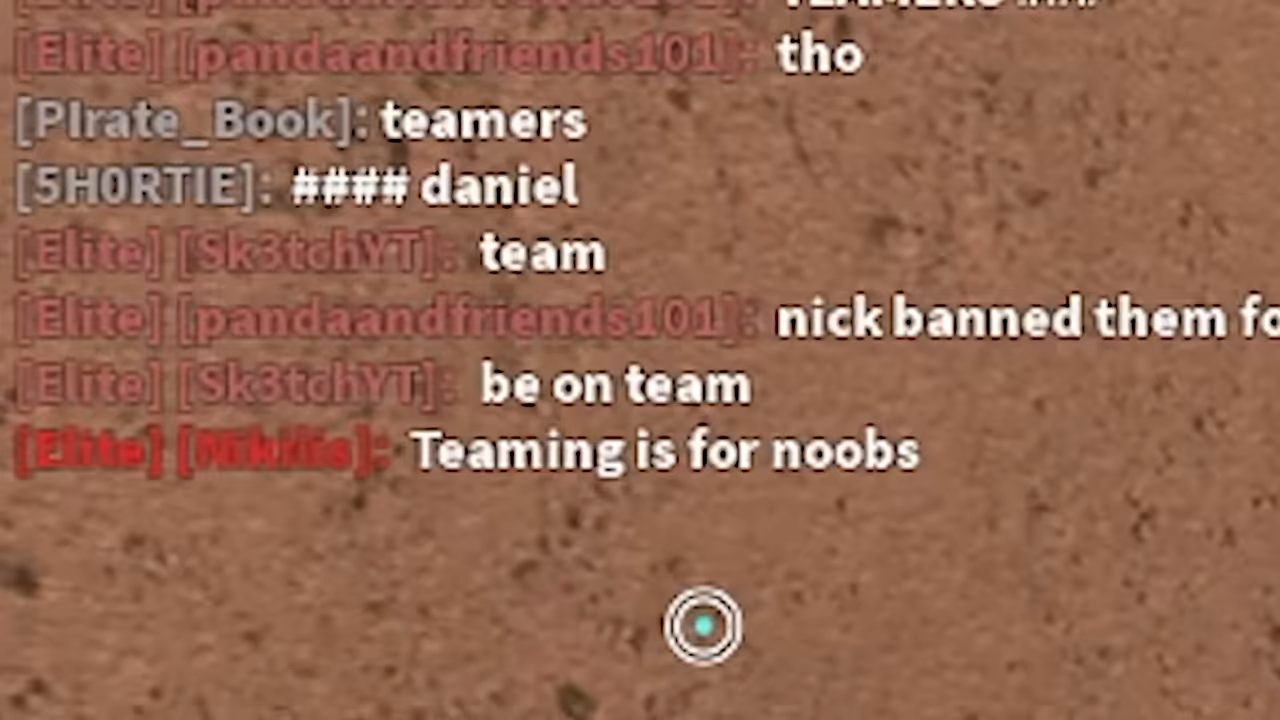 [Elite] [pandaandfriends101]: tho
[PIrate_Book]: teamers
[5H0RTIE]: #### daniel
[Elite] [Sk3tchYT]: team
[Elite] [pandaandfriends101]: nick banned them fo
[Elite] [Sk3tchYT]: be on team
[Elite] [Nikilis]: Teaming is for noobs